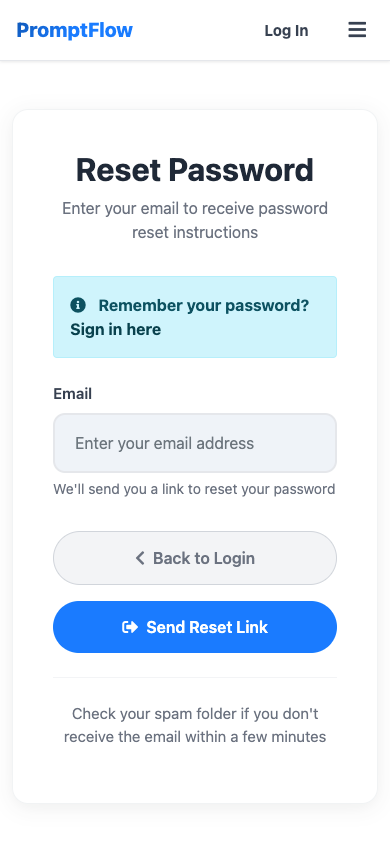 PromptFlow
Log In
Reset Password
Enter your email to receive password
reset instructions
Remember your password?
Sign in here
Email
Enter your email address
We'll send you a link to reset your password
Back to Login
Send Reset Link
Check your spam folder if you don't
receive the email within a few minutes